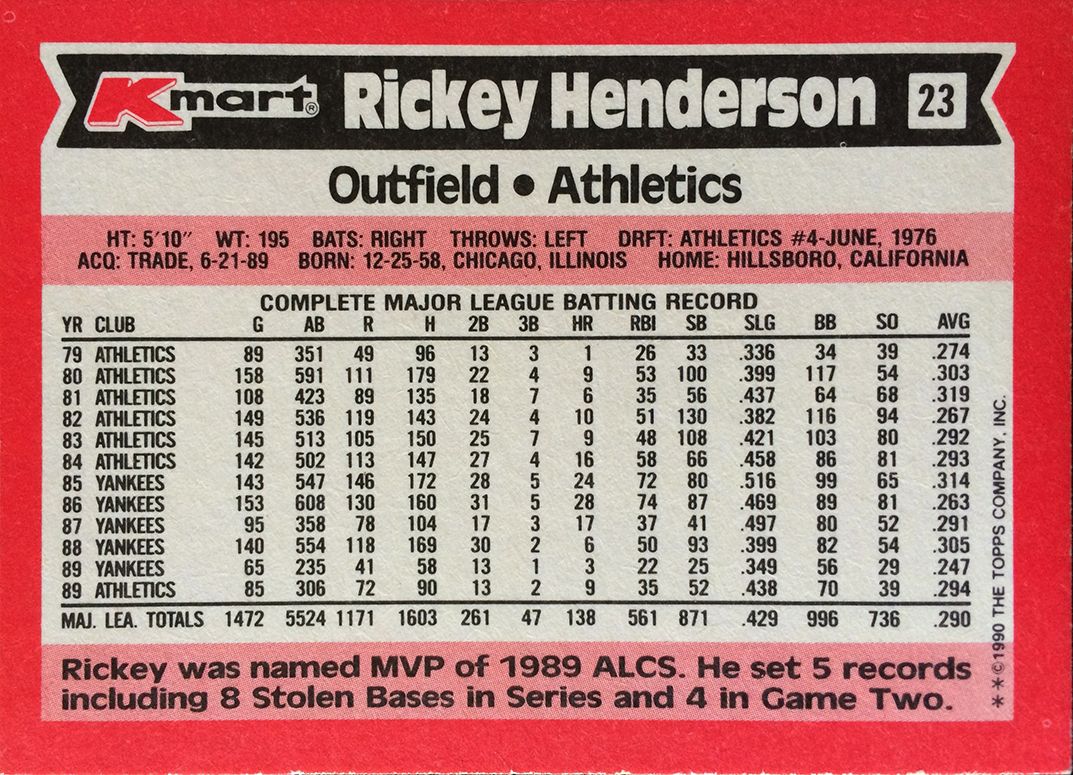 Kmart® Rickey Henderson 23
Outfield • Athletics
HT: 5'10" WT: 195 BATS: RIGHT THROWS: LEFT DRFT: ATHLETICS #4-JUNE, 1976
ACQ: TRADE, 6-21-89 BORN: 12-25-58, CHICAGO, ILLINOIS HOME: HILLSBORO, CALIFORNIA
COMPLETE MAJOR LEAGUE BATTING RECORD
YR CLUB G AB R H 2B 3B HR RBI SB SLG BB SO AVG
79 ATHLETICS 89 351 49 96 13 3 1 26 33 .336 34 39 .274
80 ATHLETICS 158 591 111 179 22 4 9 53 100 .399 117 54 .303
81 ATHLETICS 108 423 89 135 18 7 6 35 56 .437 64 68 .319
82 ATHLETICS 149 536 119 143 24 4 10 51 130 .382 116 94 .267
83 ATHLETICS 145 513 105 150 25 7 9 48 108 .421 103 80 .292
84 ATHLETICS 142 502 113 147 27 4 16 58 66 .458 86 81 .293
85 YANKEES 143 547 146 172 28 5 24 72 80 .516 99 65 .314
86 YANKEES 153 608 130 160 31 5 28 74 87 .469 89 81 .263
87 YANKEES 95 358 78 104 17 3 17 37 41 .497 80 52 .291
88 YANKEES 140 554 118 169 30 2 6 50 93 .399 82 54 .305
89 YANKEES 65 235 41 58 13 1 3 22 25 .349 56 29 .247
89 ATHLETICS 85 306 72 90 13 2 9 35 52 .438 70 39 .294
MAJ. LEA. TOTALS 1472 5524 1171 1603 261 47 138 561 871 .429 996 736 .290
Rickey was named MVP of 1989 ALCS. He set 5 records
including 8 Stolen Bases in Series and 4 in Game Two.
**©1990 THE TOPPS COMPANY, INC.